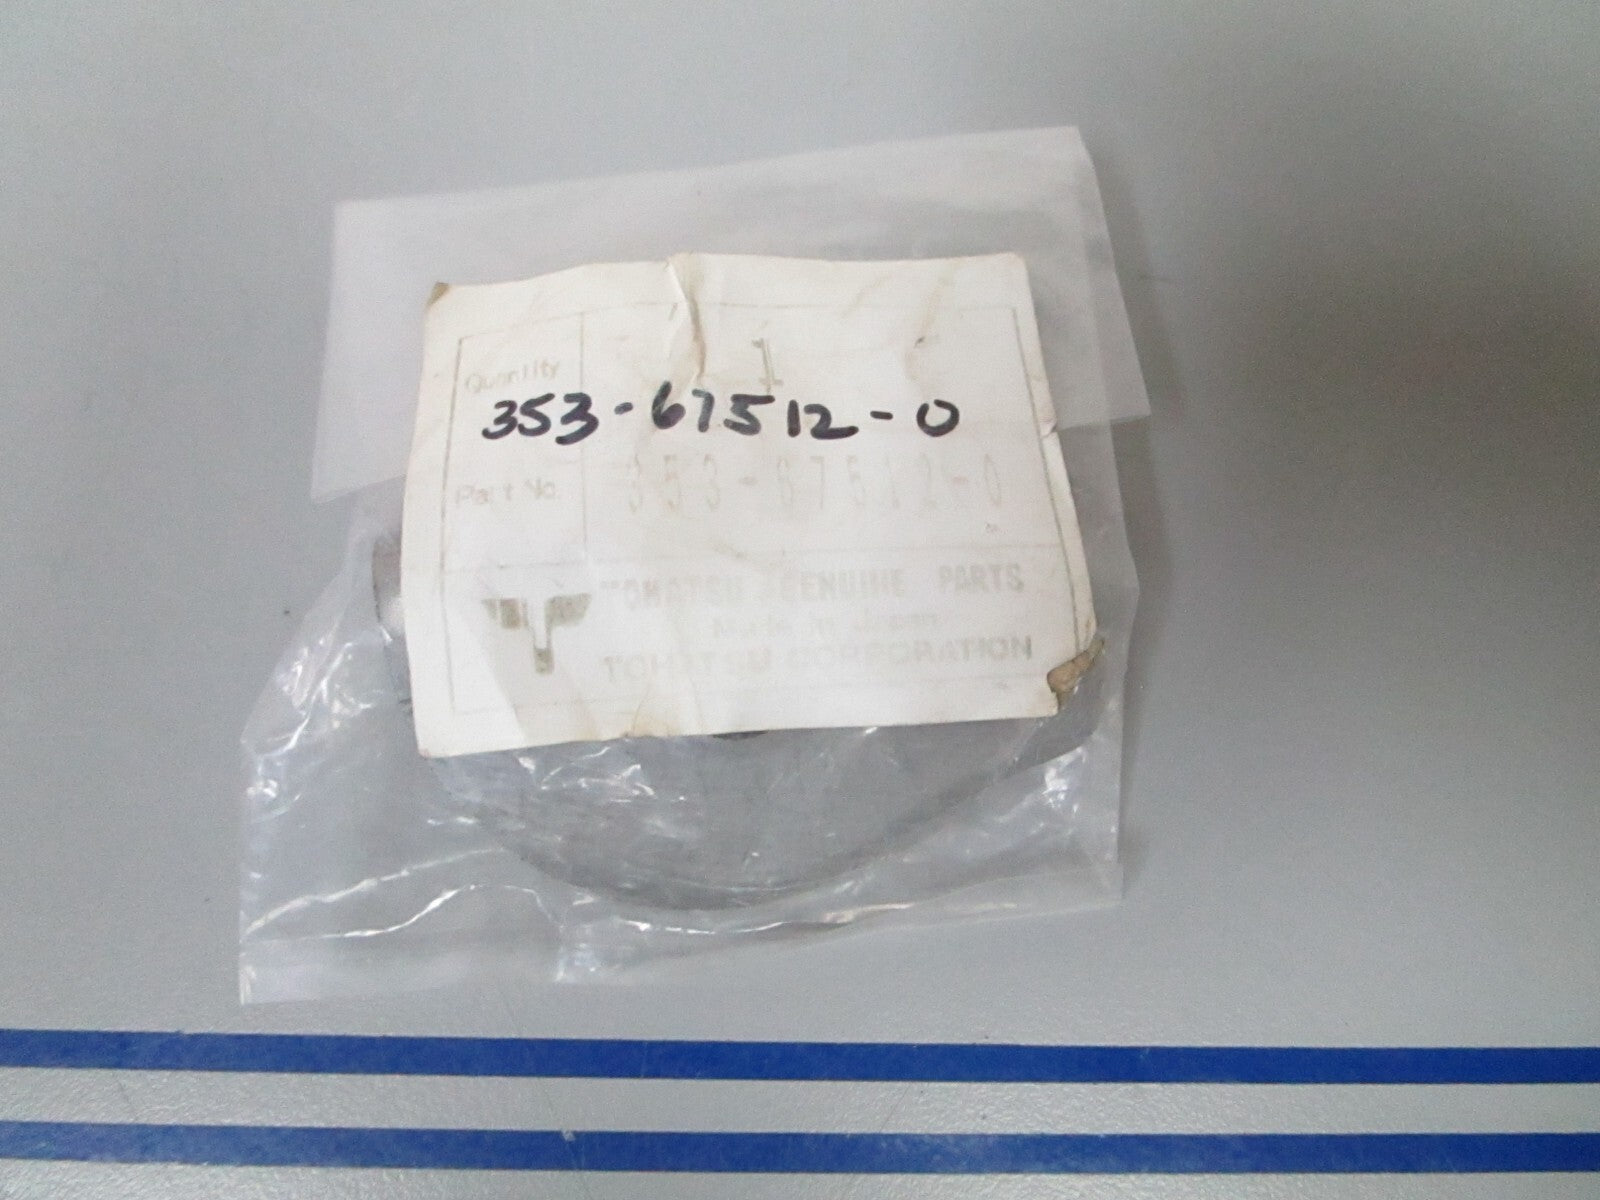 Quantity 1
353-67512-0
Part No. 353-67512-0
TOHATSU GENUINE PARTS
Made in Japan
TOHATSU CORPORATION